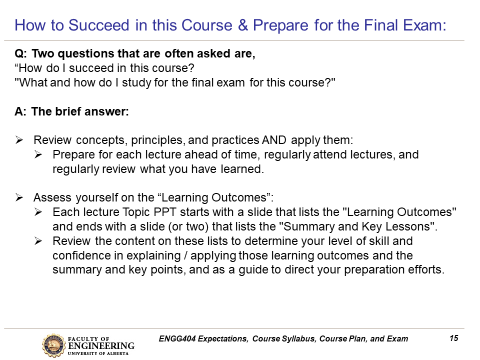 How to Succeed in this Course & Prepare for the Final Exam:
Q: Two questions that are often asked are,
“How do I succeed in this course?
"What and how do I study for the final exam for this course?"
A: The brief answer:
➢ Review concepts, principles, and practices AND apply them:
➢ Prepare for each lecture ahead of time, regularly attend lectures, and
regularly review what you have learned.
➢ Assess yourself on the “Learning Outcomes”:
➢ Each lecture Topic PPT starts with a slide that lists the "Learning Outcomes"
and ends with a slide (or two) that lists the "Summary and Key Lessons".
➢ Review the content on these lists to determine your level of skill and
confidence in explaining / applying those learning outcomes and the
summary and key points, and as a guide to direct your preparation efforts.
FACULTY OF
ENGINEERING
UNIVERSITY OF ALBERTA
ENGG404 Expectations, Course Syllabus, Course Plan, and Exam
15